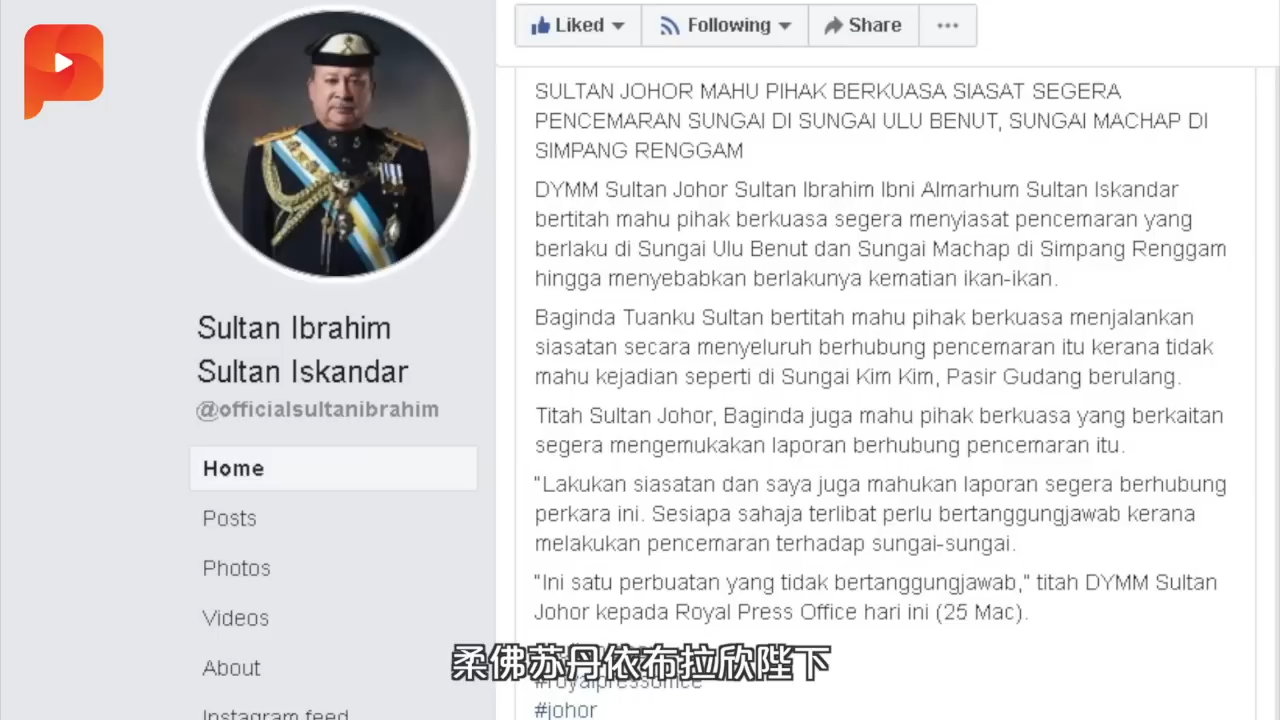 Liked
Following
Share
SULTAN JOHOR MAHU PIHAK BERKUASA SIASAT SEGERA
PENCEMARAN SUNGAI DI SUNGAI ULU BENUT, SUNGAI MACHAP DI
SIMPANG RENGGAM
DYMM Sultan Johor Sultan Ibrahim Ibni Almarhum Sultan Iskandar
bertitah mahu pihak berkuasa segera menyiasat pencemaran yang
berlaku di Sungai Ulu Benut dan Sungai Machap di Simpang Renggam
hingga menyebabkan berlakunya kematian ikan-ikan.
Baginda Tuanku Sultan bertitah mahu pihak berkuasa menjalankan
siasatan secara menyeluruh berhubung pencemaran itu kerana tidak
mahu kejadian seperti di Sungai Kim Kim, Pasir Gudang berulang.
Titah Sultan Johor, Baginda juga mahu pihak berkuasa yang berkaitan
segera mengemukakan laporan berhubung pencemaran itu.
"Lakukan siasatan dan saya juga mahukan laporan segera berhubung
perkara ini. Sesiapa sahaja terlibat perlu bertanggungjawab kerana
melakukan pencemaran terhadap sungai-sungai.
"Ini satu perbuatan yang tidak bertanggungjawab," titah DYMM Sultan
Johor kepada Royal Press Office hari ini (25 Mac).
#royalpressoffice
#johor
Sultan Ibrahim
Sultan Iskandar
@officialsultanibrahim
Home
Posts
Photos
Videos
About
Instagram feed
柔佛苏丹依布拉欣陛下